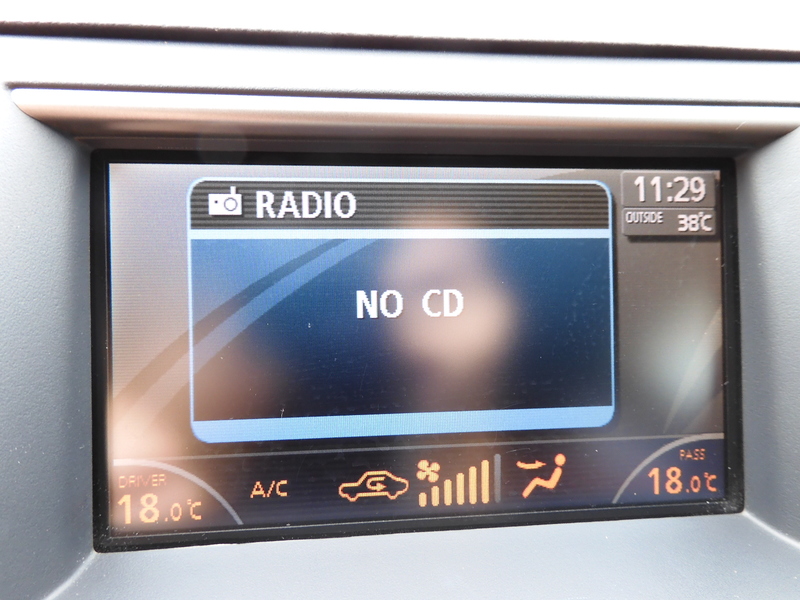 RADIO
11:29
OUTSIDE 38°C
NO CD
DRIVER
18.0°C
A/C
PASS
18.0°C